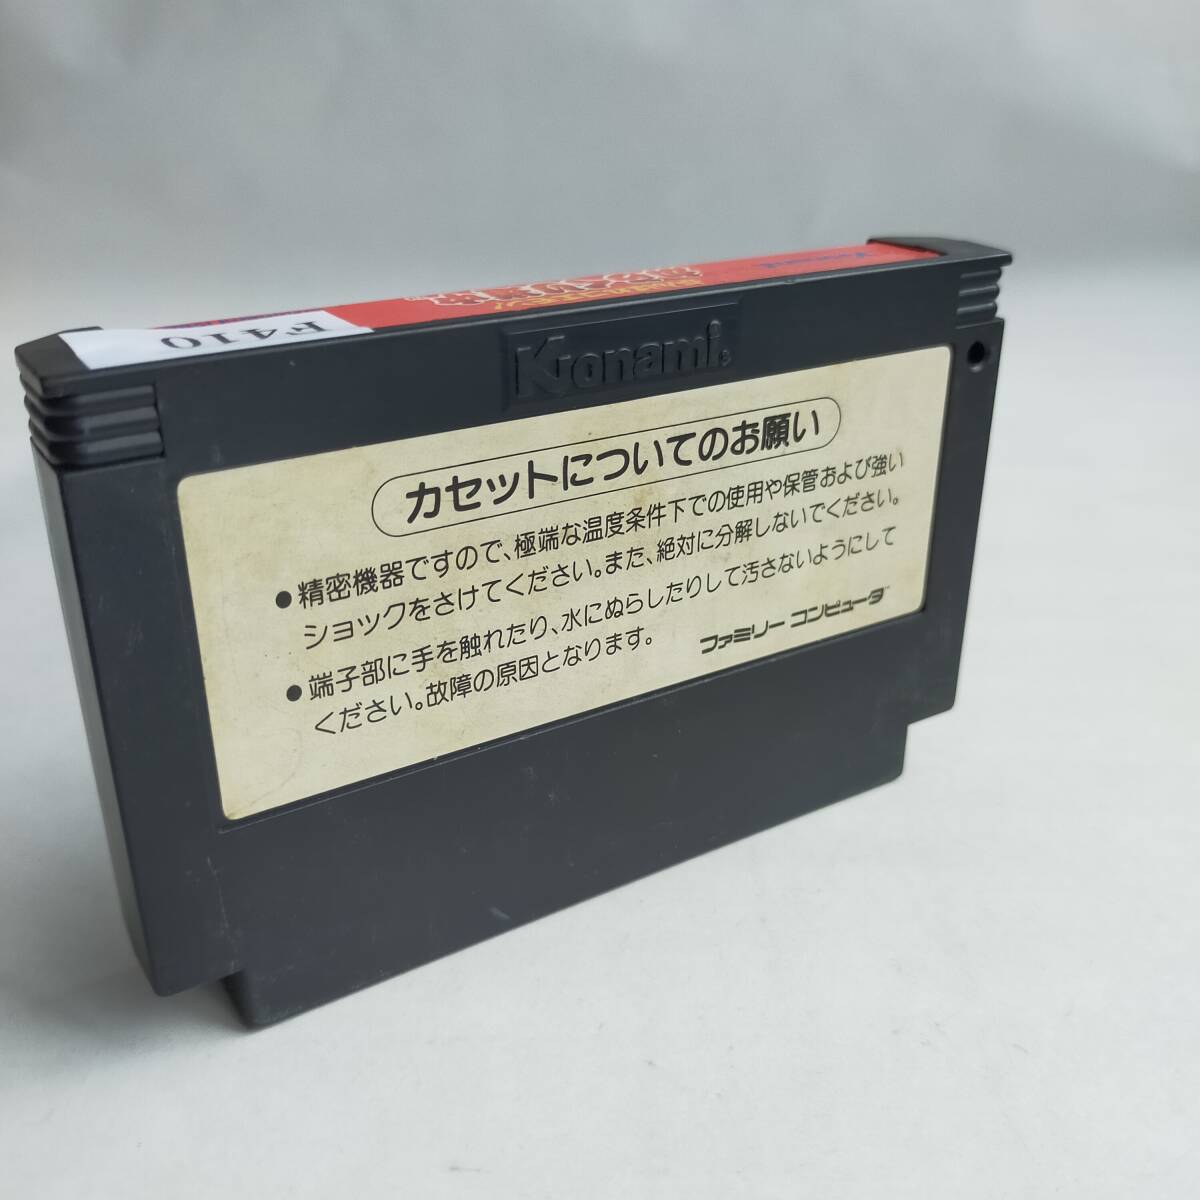 F410
Konami
カセットについてのお願い
●精密機器ですので、極端な温度条件下での使用や保管および強い
ショックをさけてください。また、絶対に分解しないでください。
●端子部に手を触れたり、水にぬらしたりして汚さないようにして
ください。故障の原因となります。
ファミリー コンピュータ